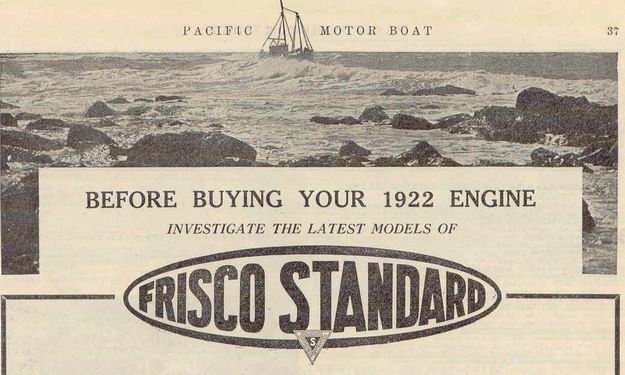 PACIFIC MOTOR BOAT 37
BEFORE BUYING YOUR 1922 ENGINE
INVESTIGATE THE LATEST MODELS OF
FRISCO STANDARD
S